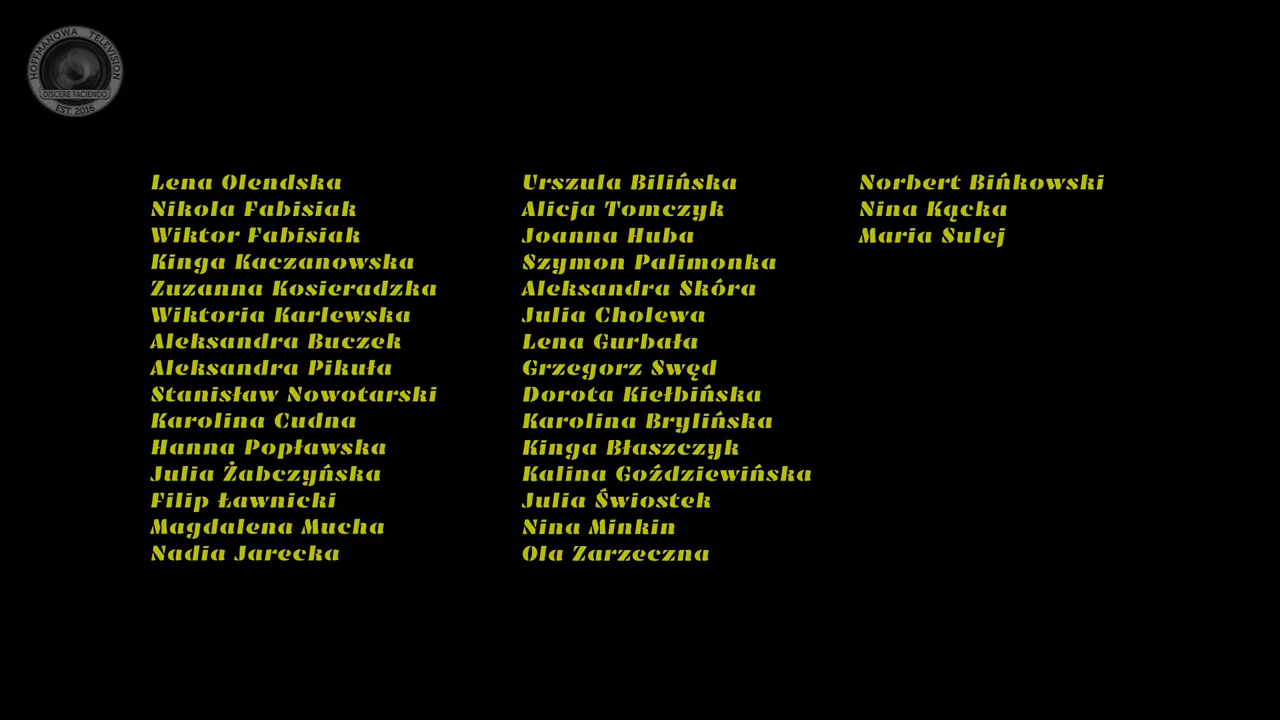 HOFFMANOWA TELEVISION
DISCERE FACIENDO
EST. 2016
Lena Olendska
Nikola Fabisiak
Wiktor Fabisiak
Kinga Kaczanowska
Zuzanna Kosieradzka
Wiktoria Karlewska
Aleksandra Buczek
Aleksandra Pikuła
Stanisław Nowotarski
Karolina Cudna
Hanna Popławska
Julia Żabczyńska
Filip Ławnicki
Magdalena Mucha
Nadia Jarecka
Urszula Bilińska
Alicja Tomczyk
Joanna Huba
Szymon Palimonka
Aleksandra Skóra
Julia Cholewa
Lena Gurbała
Grzegorz Swęd
Dorota Kiełbińska
Karolina Brylińska
Kinga Błaszczyk
Kalina Goździewińska
Julia Świostek
Nina Minkin
Ola Zarzeczna
Norbert Bińkowski
Nina Kącka
Maria Sulej